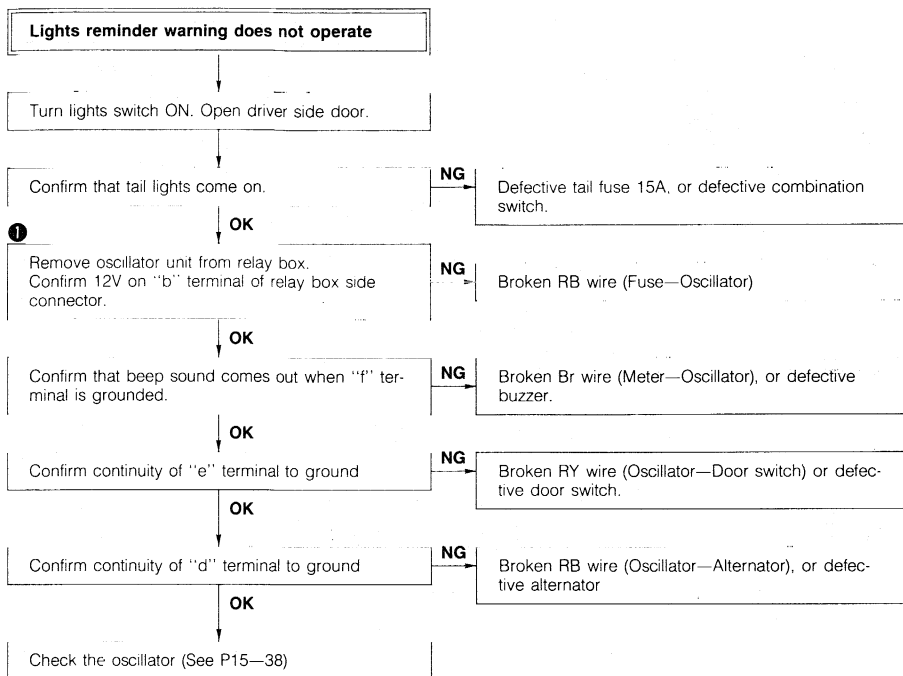 Lights reminder warning does not operate
Turn lights switch ON. Open driver side door.
Confirm that tail lights come on.
NG
Defective tail fuse 15A, or defective combination
switch.
OK
1
Remove oscillator unit from relay box.
Confirm 12V on "b" terminal of relay box side
connector.
NG
Broken RB wire (Fuse—Oscillator)
OK
Confirm that beep sound comes out when "f" ter-
minal is grounded.
NG
Broken Br wire (Meter—Oscillator), or defective
buzzer.
OK
Confirm continuity of "e" terminal to ground
NG
Broken RY wire (Oscillator—Door switch) or defec-
tive door switch.
OK
Confirm continuity of "d" terminal to ground
NG
Broken RB wire (Oscillator—Alternator), or defec-
tive alternator
OK
Check the oscillator (See P15—38)